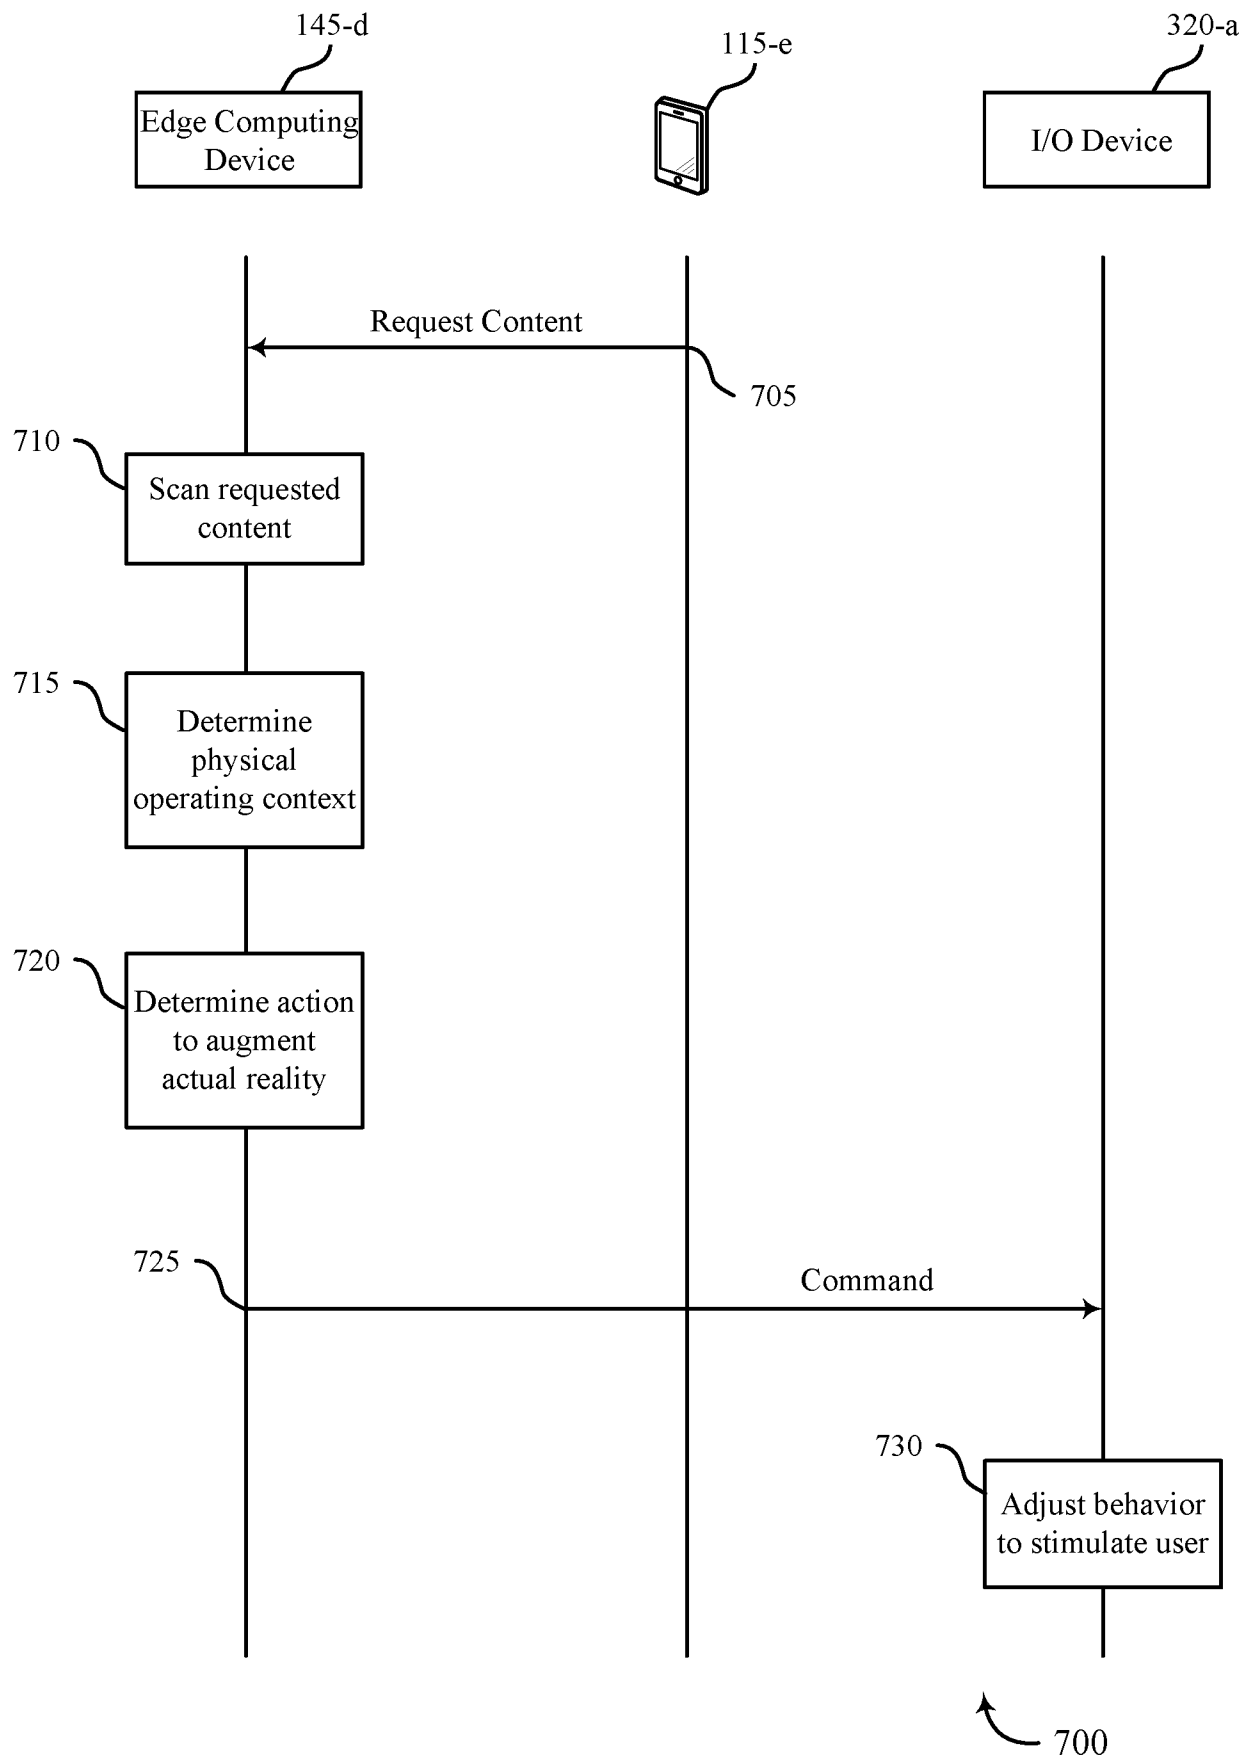 145-d
115-e
320-a
Edge Computing
Device
I/O Device
Request Content
705
710
Scan requested
content
715
Determine
physical
operating context
720
Determine action
to augment
actual reality
725
Command
730
Adjust behavior
to stimulate user
700